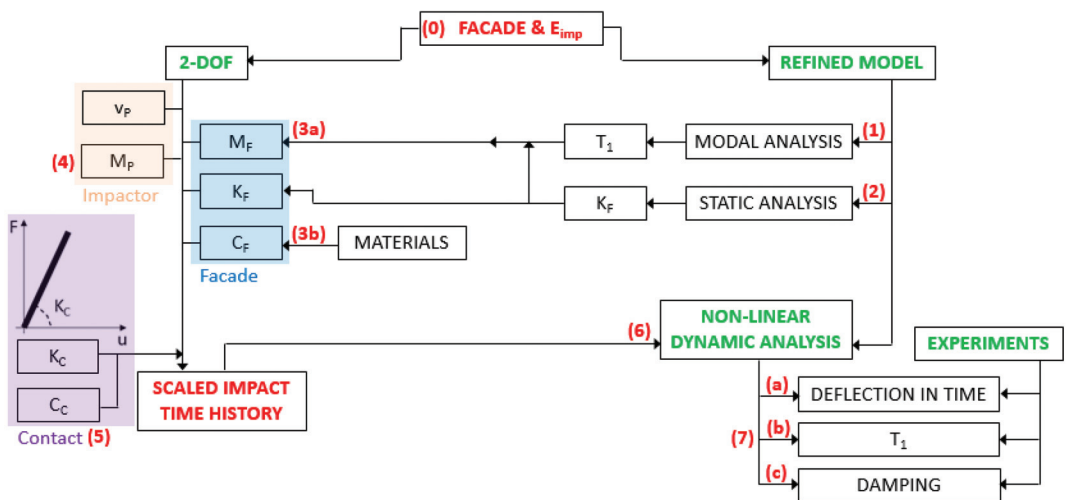 (0) FACADE & E_imp
2-DOF
REFINED MODEL
v_P
(4) M_P
Impactor
(3a)
M_F
T_1
MODAL ANALYSIS
(1)
K_F
K_F
STATIC ANALYSIS
(2)
C_F
(3b)
MATERIALS
Facade
F
K_C
u
K_C
C_C
Contact (5)
SCALED IMPACT
TIME HISTORY
(6)
NON-LINEAR
DYNAMIC ANALYSIS
EXPERIMENTS
(a)
DEFLECTION IN TIME
(7)
(b)
T_1
(c)
DAMPING